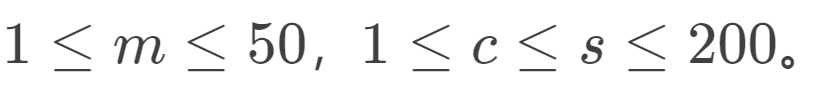 1 ≤ m ≤ 50, 1 ≤ c ≤ s ≤ 200。